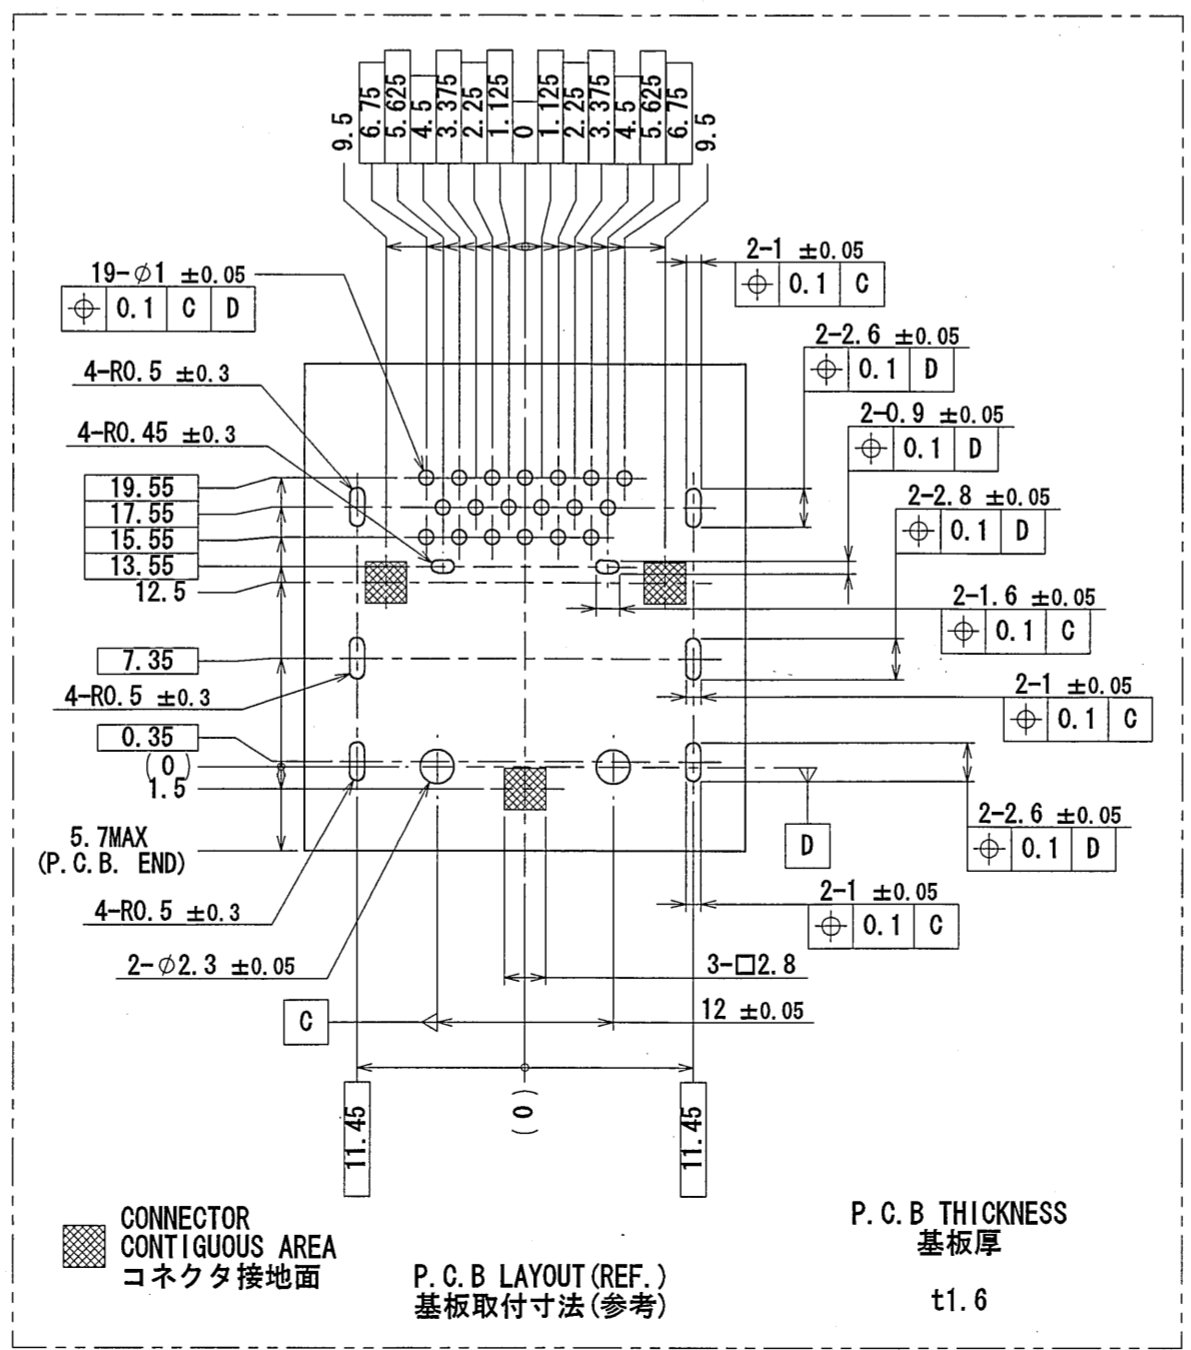 9.5
6.75
5.625
4.5
3.375
2.25
1.125
0
1.125
2.25
3.375
4.5
5.625
6.75
9.5
2-1 ±0.05
0.1 C
19-φ1 ±0.05
0.1 C D
2-2.6 ±0.05
0.1 D
4-R0.5 ±0.3
2-0.9 ±0.05
0.1 D
4-R0.45 ±0.3
19.55
17.55
15.55
13.55
12.5
2-2.8 ±0.05
0.1 D
2-1.6 ±0.05
0.1 C
7.35
4-R0.5 ±0.3
2-1 ±0.05
0.1 C
0.35
(0)
1.5
2-2.6 ±0.05
0.1 D
D
5.7MAX
(P.C.B. END)
2-1 ±0.05
0.1 C
4-R0.5 ±0.3
2-φ2.3 ±0.05
3-□2.8
C
12 ±0.05
11.45
(0)
11.45
CONNECTOR
CONTIGUOUS AREA
コネクタ接地面
P.C.B LAYOUT(REF.)
基板取付寸法(参考)
P.C.B THICKNESS
基板厚
t1.6